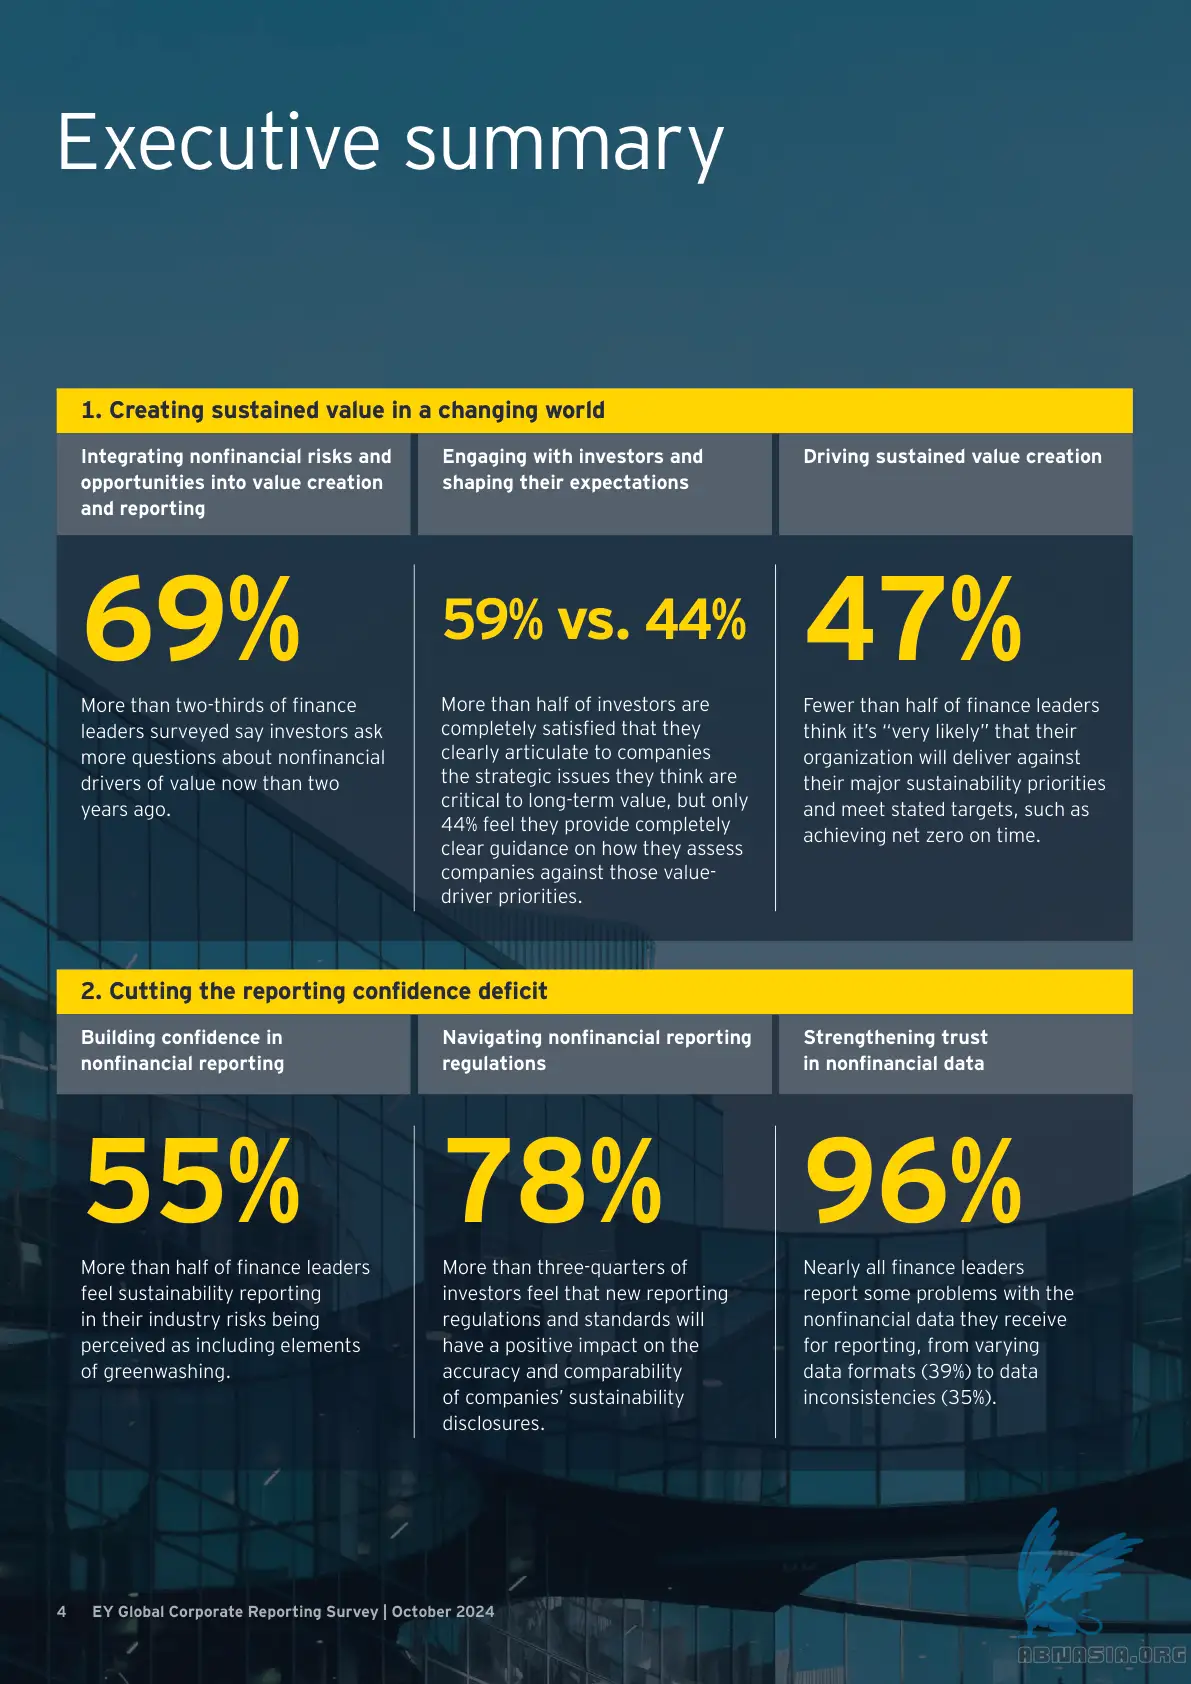 Executive summary
1. Creating sustained value in a changing world
Integrating nonfinancial risks and
opportunities into value creation
and reporting
69%
More than two-thirds of finance
leaders surveyed say investors ask
more questions about nonfinancial
drivers of value now than two
years ago.
Engaging with investors and
shaping their expectations
59% vs. 44%
More than half of investors are
completely satisfied that they
clearly articulate to companies
the strategic issues they think are
critical to long-term value, but only
44% feel they provide completely
clear guidance on how they assess
companies against those value-
driver priorities.
Driving sustained value creation
47%
Fewer than half of finance leaders
think it’s “very likely” that their
organization will deliver against
their major sustainability priorities
and meet stated targets, such as
achieving net zero on time.
2. Cutting the reporting confidence deficit
Building confidence in
nonfinancial reporting
55%
More than half of finance leaders
feel sustainability reporting
in their industry risks being
perceived as including elements
of greenwashing.
Navigating nonfinancial reporting
regulations
78%
More than three-quarters of
investors feel that new reporting
regulations and standards will
have a positive impact on the
accuracy and comparability
of companies’ sustainability
disclosures.
Strengthening trust
in nonfinancial data
96%
Nearly all finance leaders
report some problems with the
nonfinancial data they receive
for reporting, from varying
data formats (39%) to data
inconsistencies (35%).
4 EY Global Corporate Reporting Survey | October 2024
ABNASIA.ORG